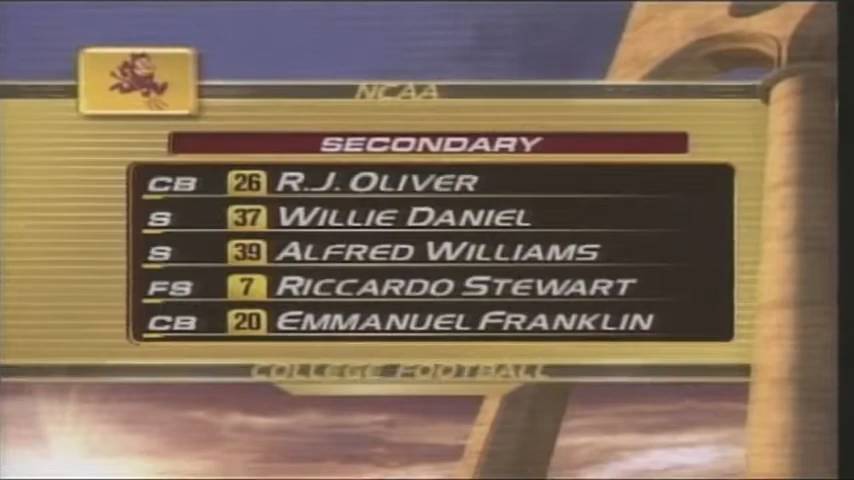 NCAA
SECONDARY
CB 26 R.J. OLIVER
S 37 WILLIE DANIEL
S 39 ALFRED WILLIAMS
FS 7 RICCARDO STEWART
CB 20 EMMANUEL FRANKLIN
COLLEGE FOOTBALL